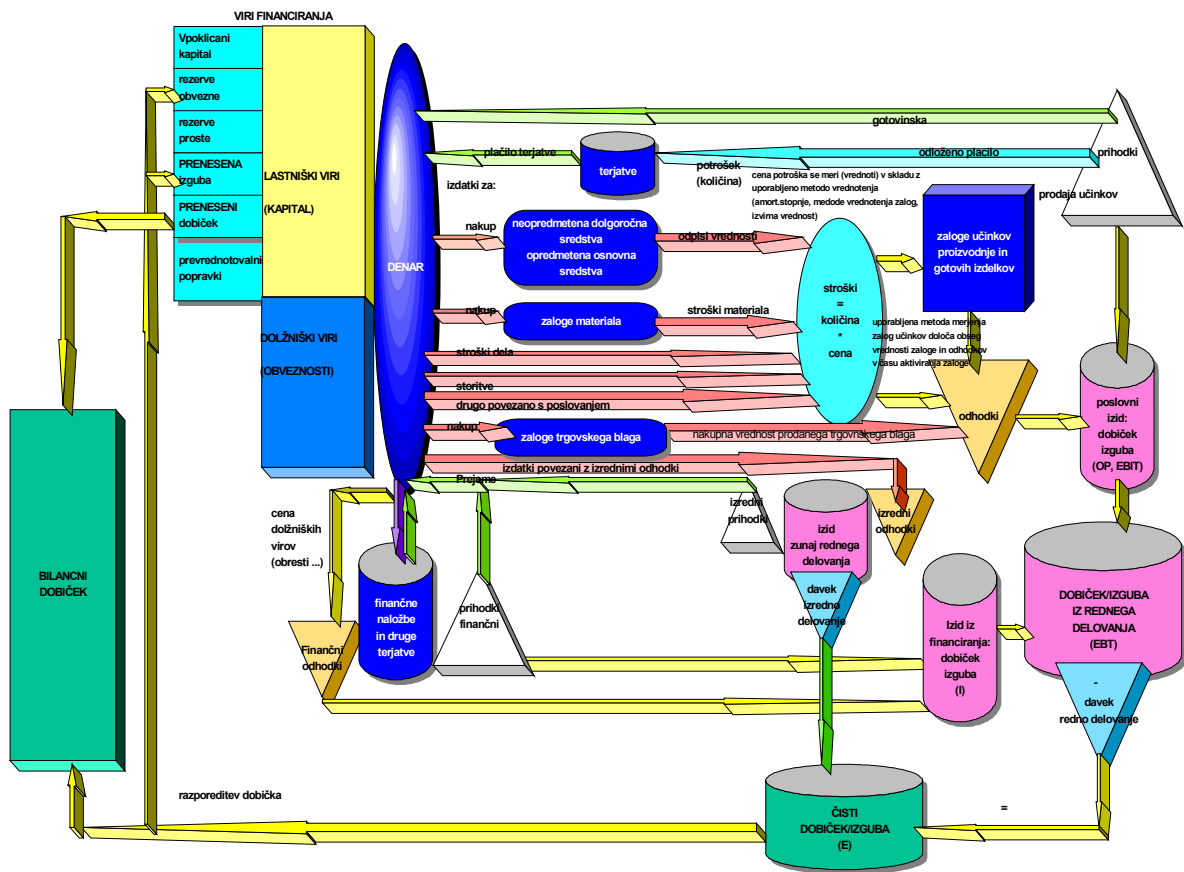 VIRI FINANCIRANJA
Vpoklicani
kapital
rezerve
obvezne
rezerve
proste
PRENESENA
izguba
PRENESENI
dobiček
prevrednotovalni
popravki
LASTNIŠKI VIRI
(KAPITAL)
DOLŽNIŠKI VIRI
(OBVEZNOSTI)
DENAR
gotovinska
plačilo terjatve
terjatve
potrošek
(količina)
odloženo placilo
prihodki
izdatki za:
cena potroška se meri (vrednoti) v skladu z
uporabljeno metodo vrednotenja
(amort.stopnje, medode vrednotenja zalog,
izvirna vrednost)
prodaja učinkov
nakup
neopredmetena dolgoročna
sredstva
opredmetena osnovna
sredstva
odpisi vrednosti
zaloge učinkov
proizvodnje in
gotovih izdelkov
stroški
=
količina
*
cena
nakup
zaloge materiala
stroški materiala
uporabljena metoda merjenja
zalog učinkov določa obseg
vrednosti zaloge in odhodkov
v času aktiviranja zaloge
stroški dela
storitve
drugo povezano s poslovanjem
odhodki
poslovni
izid:
dobiček
izguba
(OP, EBIT)
nakup
zaloge trgovskega blaga
nakupna vrednost prodanega trgovnskega blaga
izdatki povezani z izrednimi odhodki
Prejeme
izredni
prihodki
izid
zunaj rednega
delovanja
izredni
odhodki
cena
dolžniških
virov
(obresti ...)
BILANCNI
DOBIČEK
finančne
naložbe
in druge
terjatve
prihodki
finančni
davek
izredno
delovanje
Finančni
odhodki
Izid iz
financiranja:
dobiček
izguba
(I)
DOBIČEK/IZGUBA
IZ REDNEGA
DELOVANJA
(EBT)
-
davek
redno delovanje
razporeditev dobička
=
ČISTI
DOBIČEK/IZGUBA
(E)